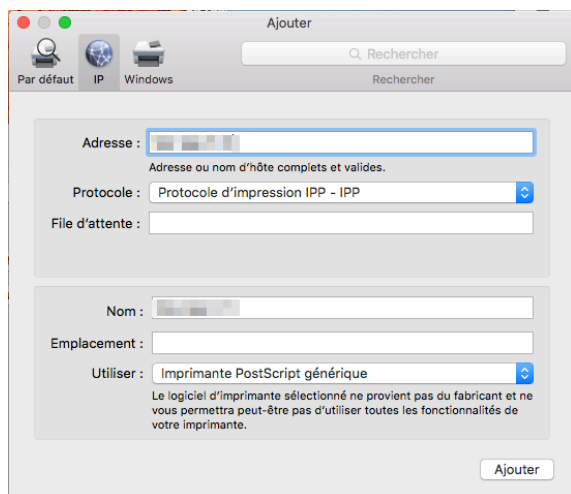 Ajouter
Rechercher
Par défaut IP Windows Rechercher
Adresse :
Adresse ou nom d'hôte complets et valides.
Protocole : Protocole d'impression IPP - IPP
File d'attente :
Nom :
Emplacement :
Utiliser : Imprimante PostScript générique
Le logiciel d'imprimante sélectionné ne provient pas du fabricant et ne
vous permettra peut-être pas d'utiliser toutes les fonctionnalités de
votre imprimante.
Ajouter